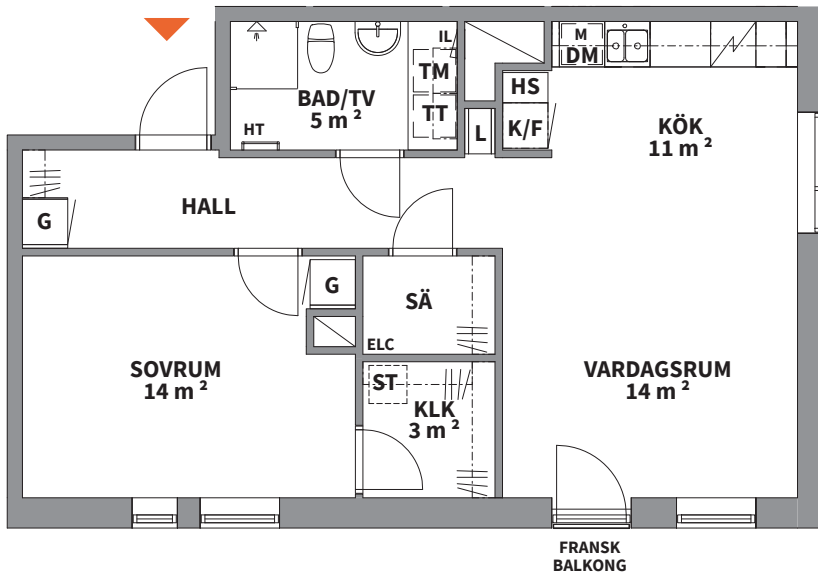 IL
M
DM
TM
HS
BAD/TV
5 m ²
TT
K/F
KÖK
11 m ²
HT
L
HALL
G
G
SÄ
ELC
SOVRUM
14 m ²
VARDAGSRUM
14 m ²
ST
KLK
3 m ²
FRANSK
BALKONG